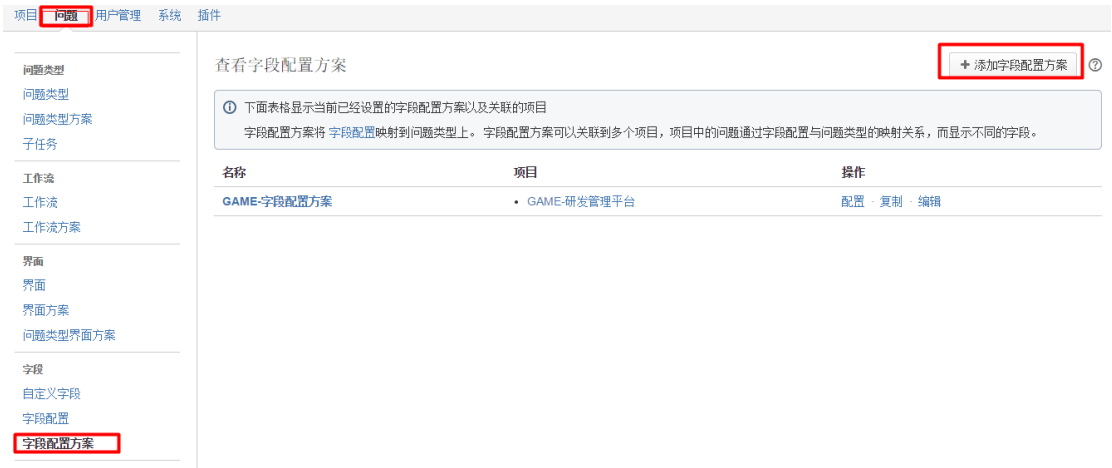 项目 问题 用户管理 系统 插件
问题类型
问题类型
问题类型方案
子任务
工作流
工作流
工作流方案
界面
界面
界面方案
问题类型界面方案
字段
自定义字段
字段配置
字段配置方案
查看字段配置方案
+ 添加字段配置方案 ?
下面表格显示当前已经设置的字段配置方案以及关联的项目
字段配置方案将 字段配置映射到问题类型上。 字段配置方案可以关联到多个项目，项目中的问题通过字段配置与问题类型的映射关系，而显示不同的字段。
名称 项目 操作
GAME-字段配置方案 • GAME-研发管理平台 配置 · 复制 · 编辑